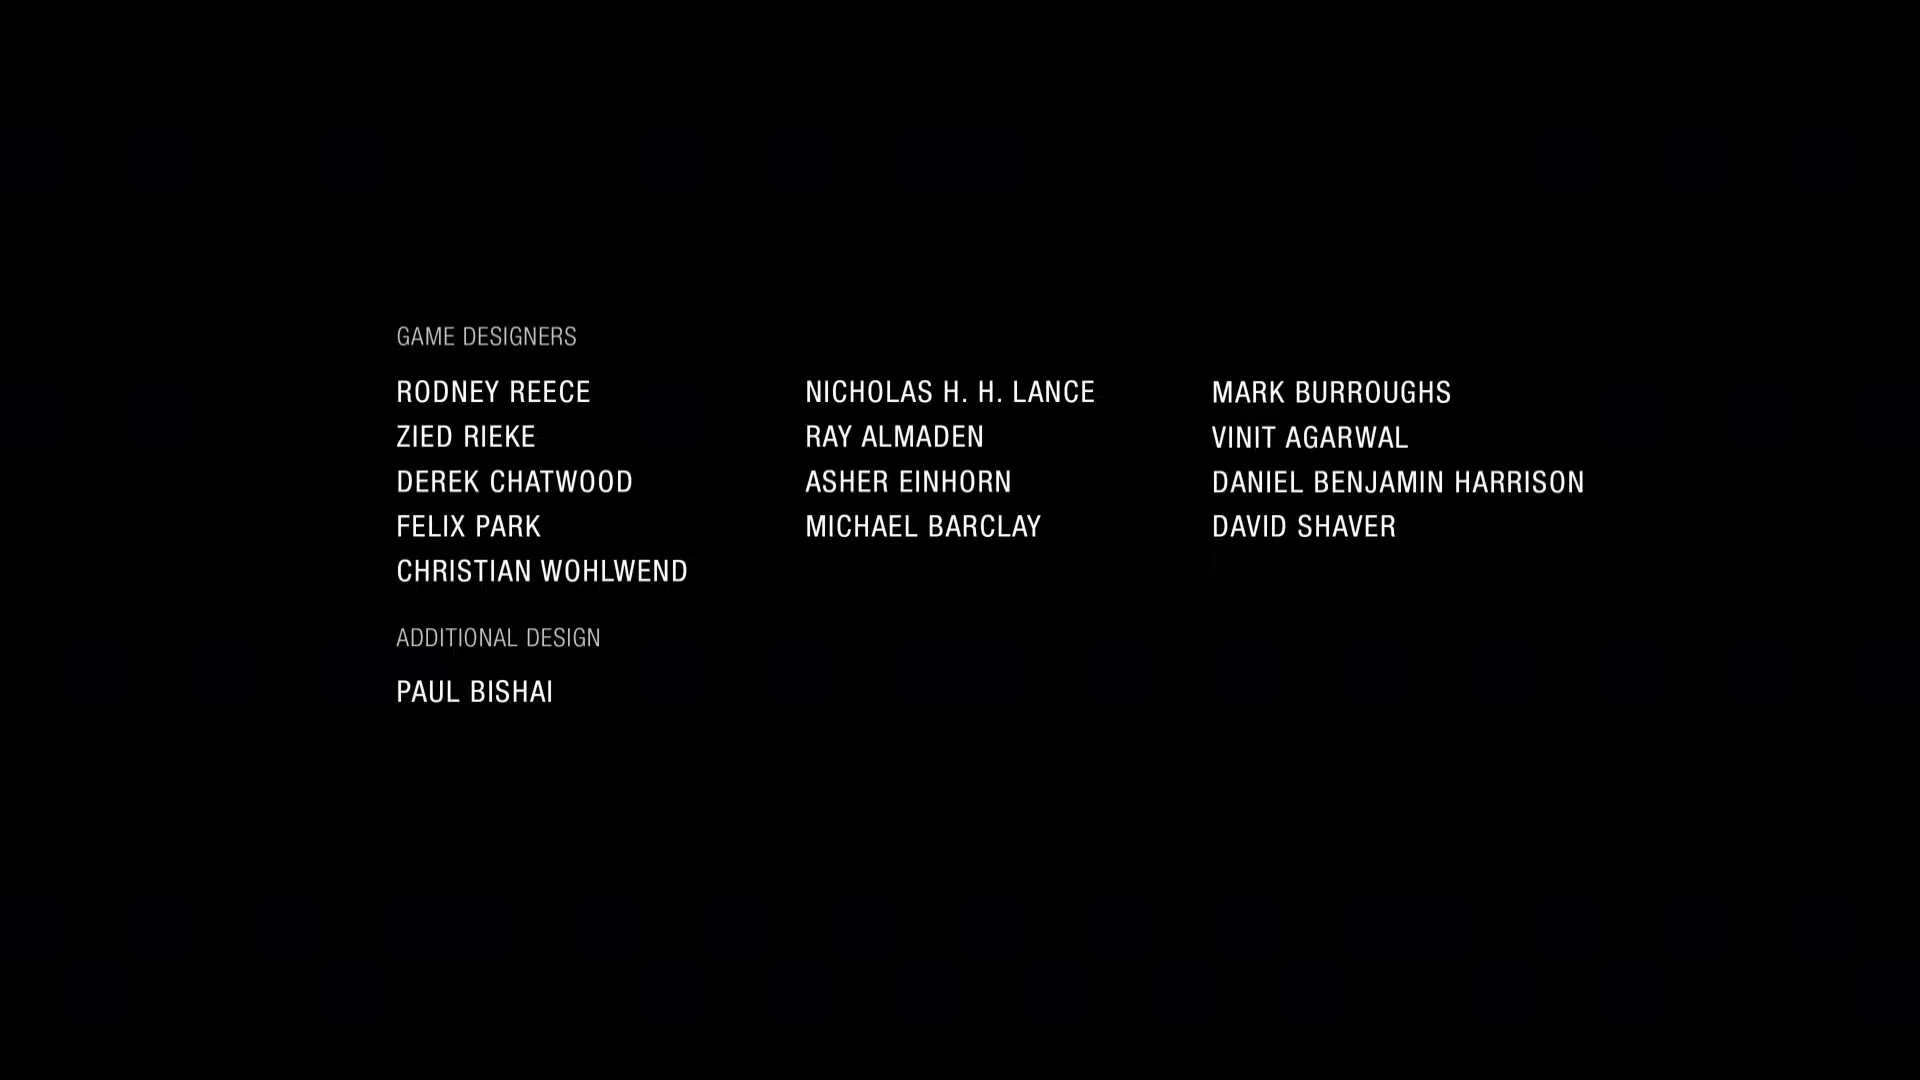 GAME DESIGNERS
RODNEY REECE
ZIED RIEKE
DEREK CHATWOOD
FELIX PARK
CHRISTIAN WOHLWEND
NICHOLAS H. H. LANCE
RAY ALMADEN
ASHER EINHORN
MICHAEL BARCLAY
MARK BURROUGHS
VINIT AGARWAL
DANIEL BENJAMIN HARRISON
DAVID SHAVER
ADDITIONAL DESIGN
PAUL BISHAI